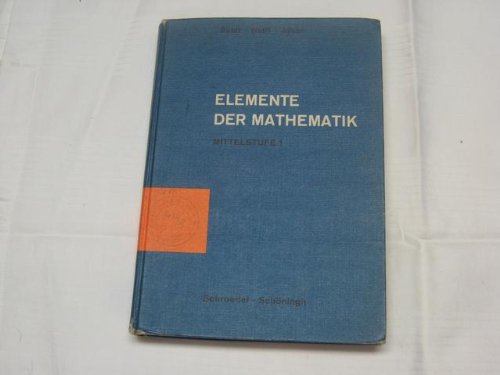 ELEMENTE
DER MATHEMATIK
MITTELSTUFE 1
Schroedel - Schöningh